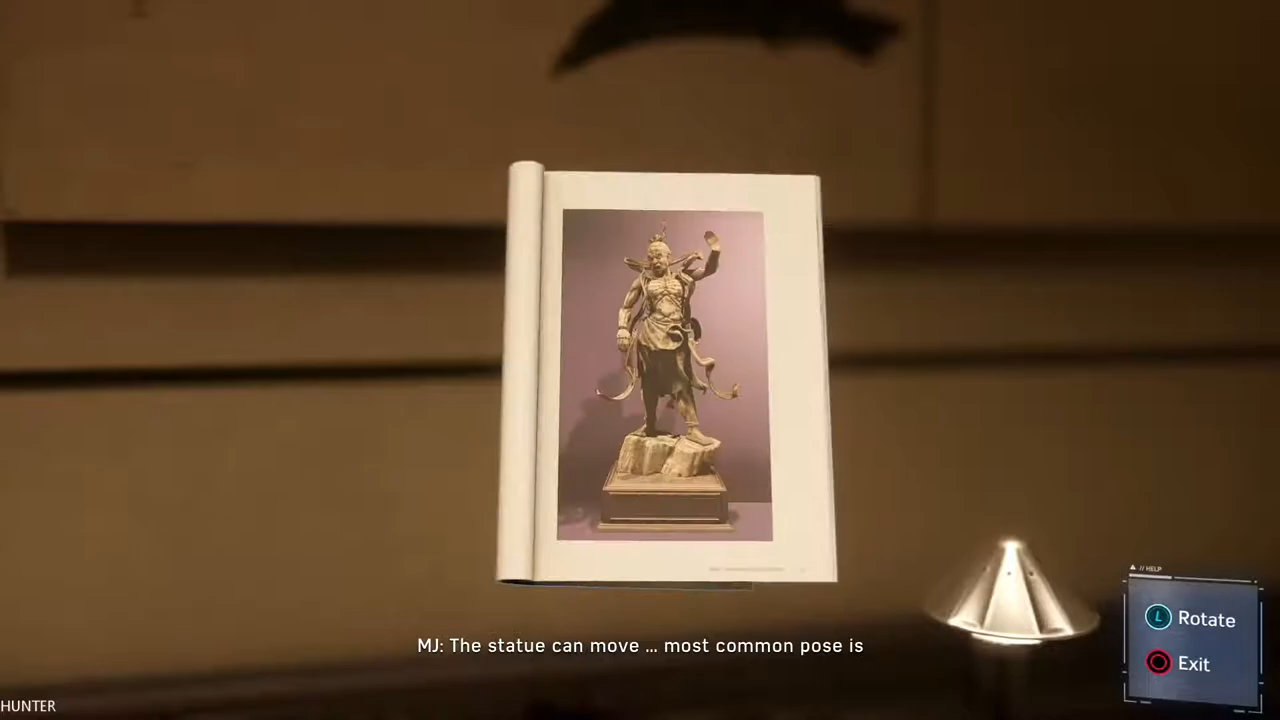 MJ: The statue can move ... most common pose is
// HELP
L Rotate
Exit
HUNTER